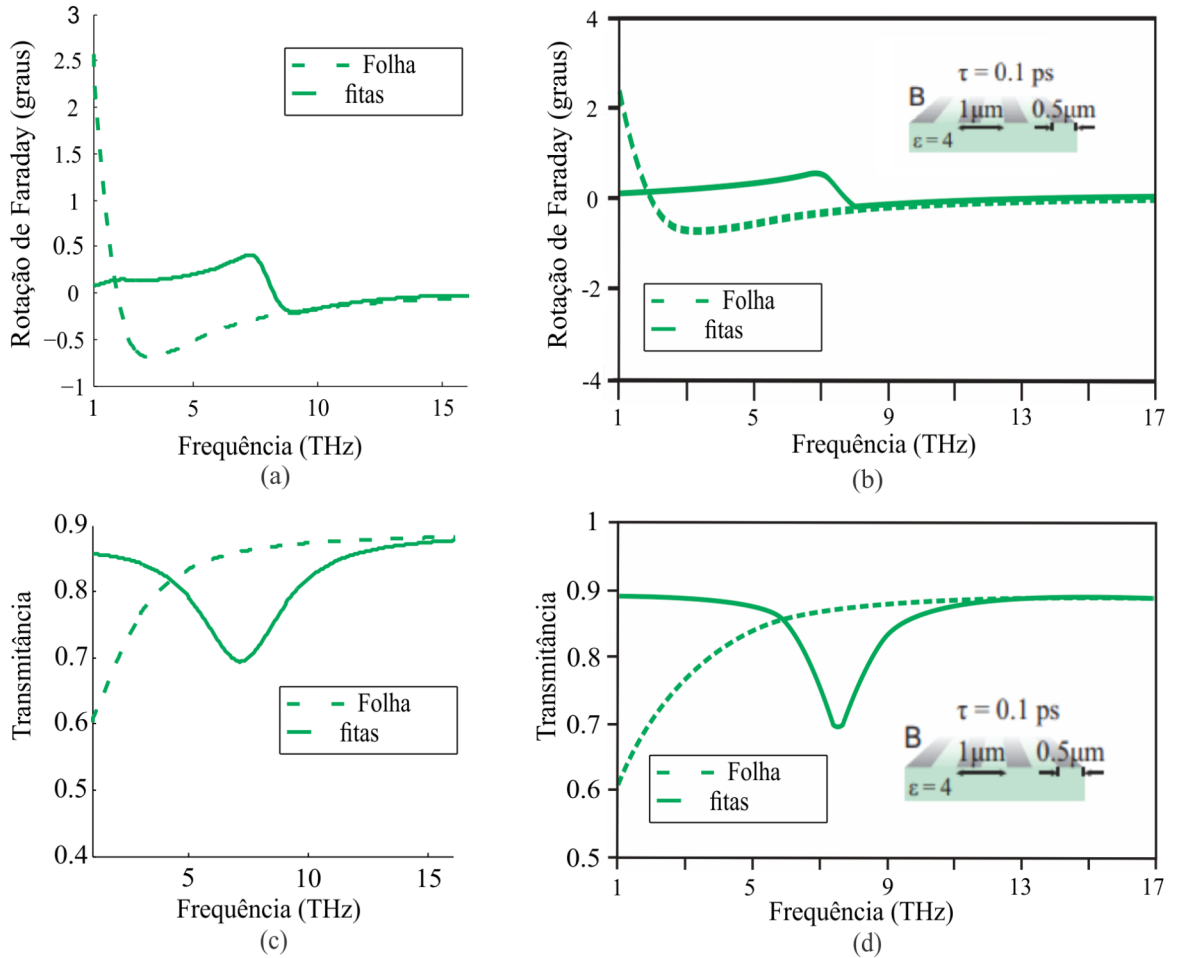 3
2.5
2
1.5
1
0.5
0
−0.5
−1
1
5
10
15
Rotação de Faraday (graus)
Frequência (THz)
Folha
fitas
(a)
4
2
0
-2
-4
1
5
9
13
17
Rotação de Faraday (graus)
Frequência (THz)
τ = 0.1 ps
B
1μm
0.5μm
ε = 4
Folha
fitas
(b)
0.9
0.8
0.7
0.6
0.5
0.4
5
10
15
Transmitância
Frequência (THz)
Folha
fitas
(c)
1
0.9
0.8
0.7
0.6
0.5
1
5
9
13
17
Transmitância
Frequência (THz)
τ = 0.1 ps
B
1μm
0.5μm
ε = 4
Folha
fitas
(d)